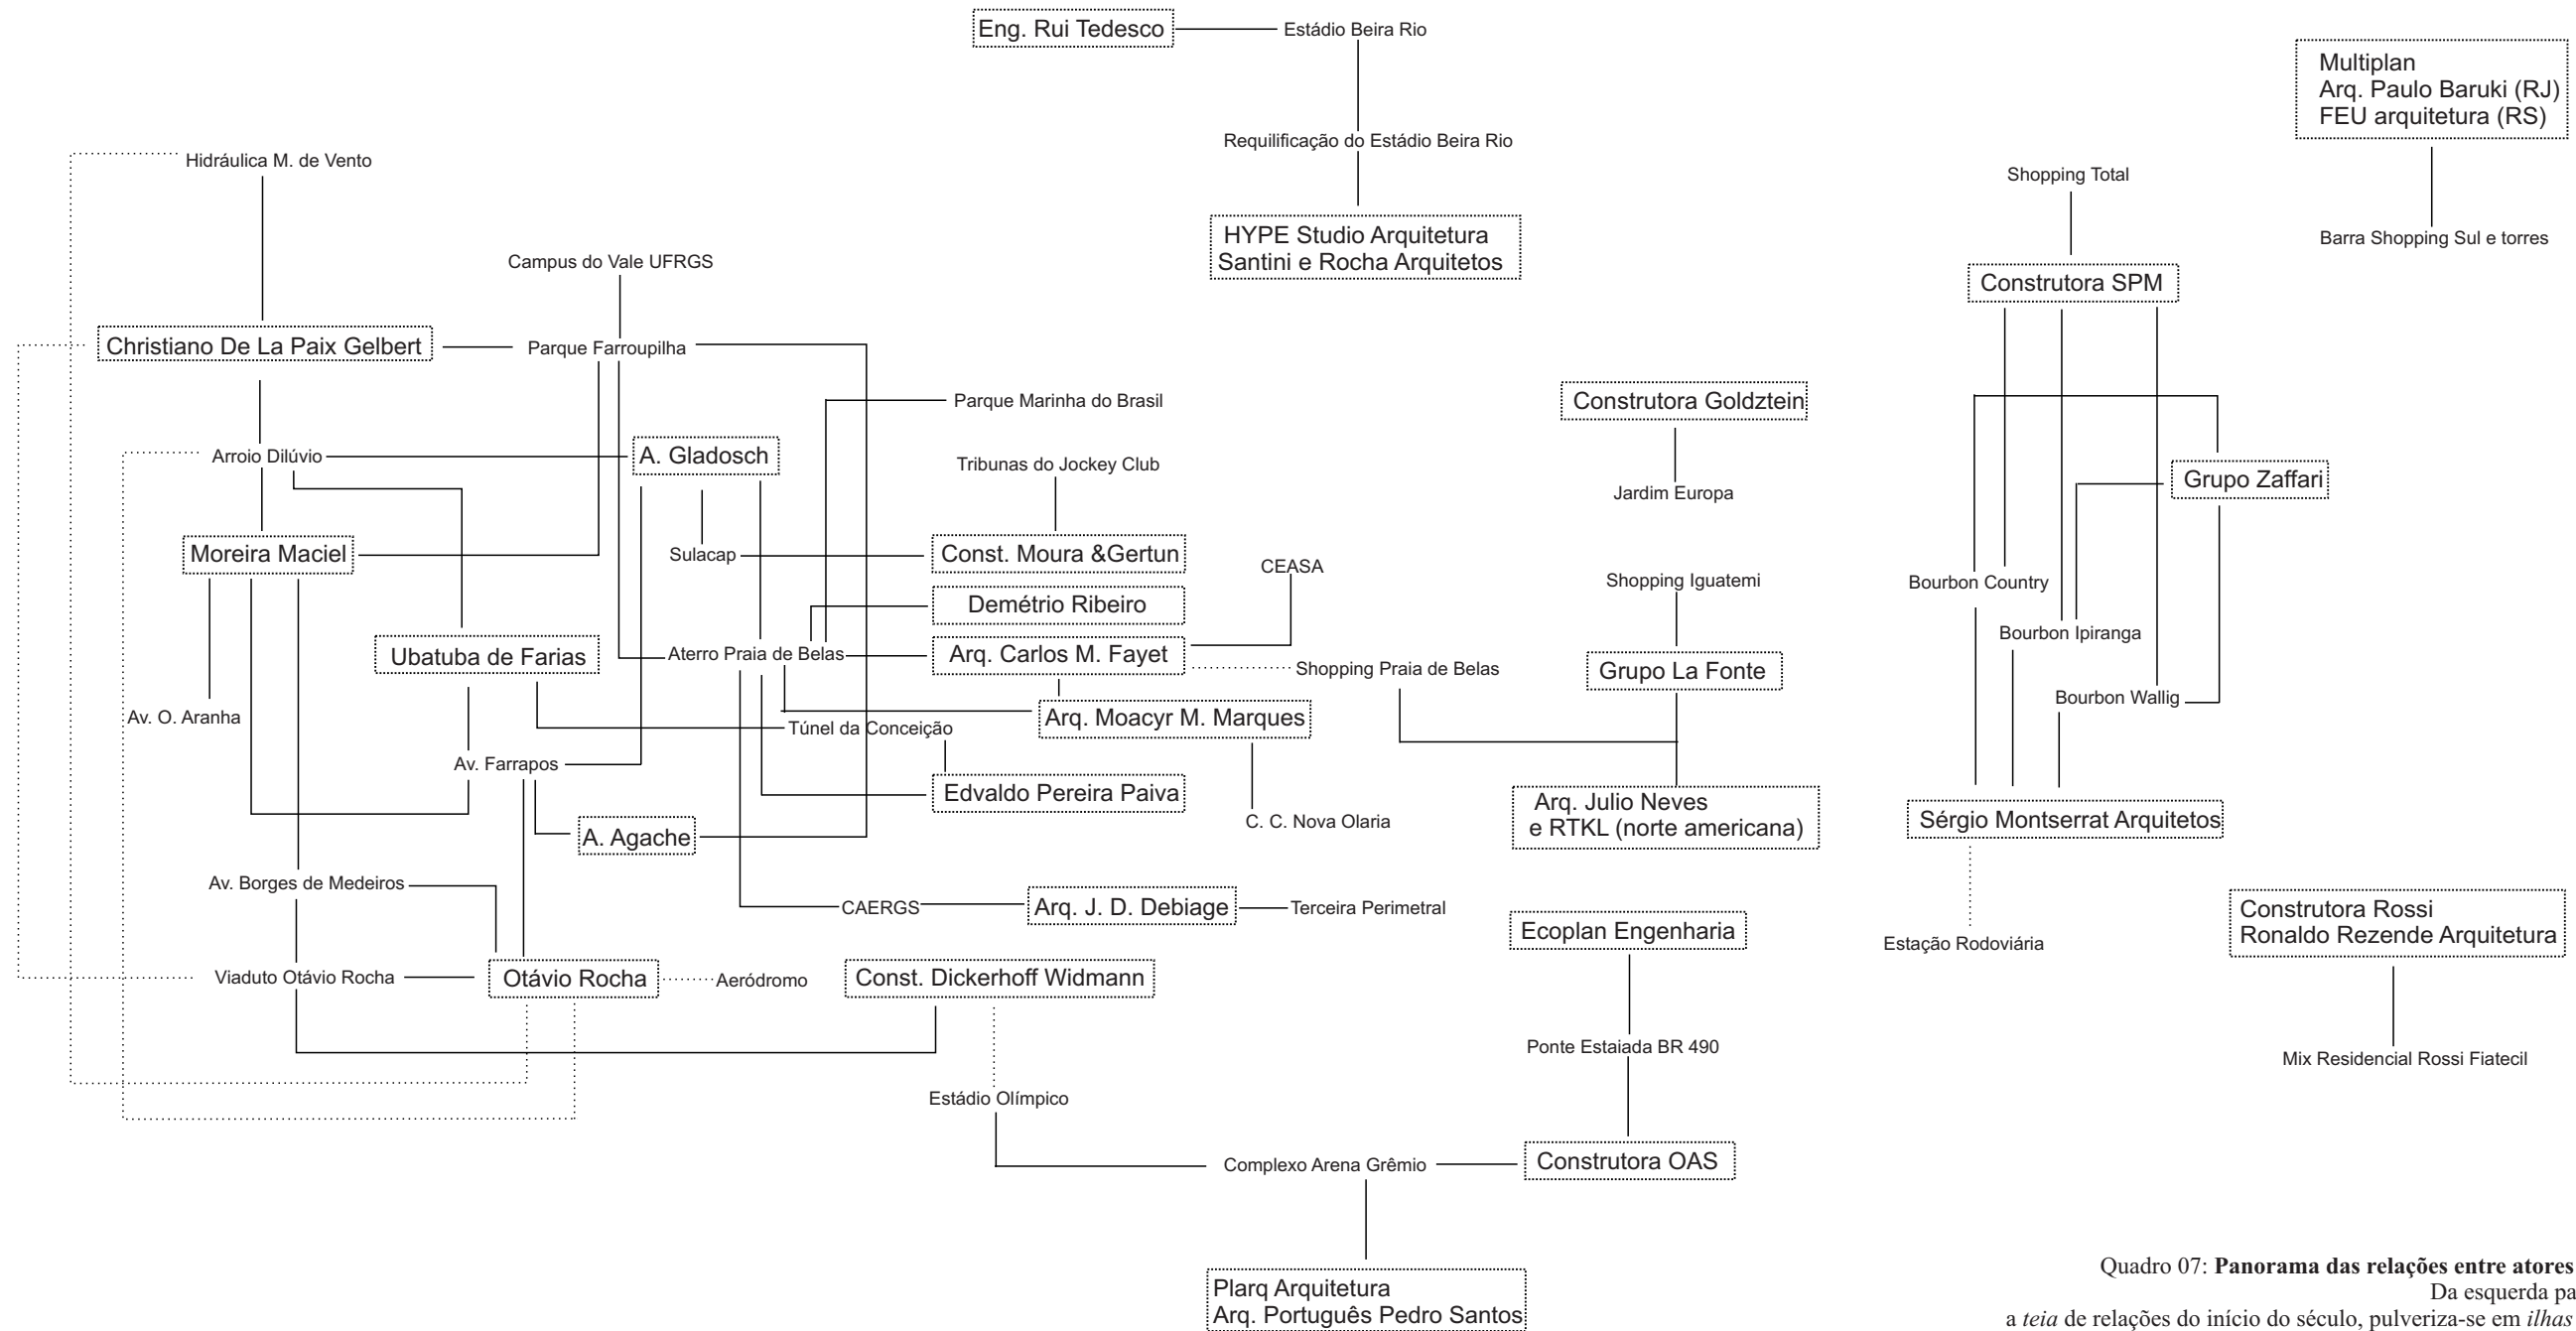 Eng. Rui Tedesco
Estádio Beira Rio
Multiplan
Arq. Paulo Baruki (RJ)
FEU arquitetura (RS)
Requilificação do Estádio Beira Rio
Hidráulica M. de Vento
Shopping Total
HYPE Studio Arquitetura
Santini e Rocha Arquitetos
Barra Shopping Sul e torres
Campus do Vale UFRGS
Construtora SPM
Christiano De La Paix Gelbert
Parque Farroupilha
Parque Marinha do Brasil
Construtora Goldztein
Arroio Dilúvio
A. Gladosch
Tribunas do Jockey Club
Grupo Zaffari
Jardim Europa
Moreira Maciel
Sulacap
Const. Moura &Gertun
CEASA
Shopping Iguatemi
Bourbon Country
Demétrio Ribeiro
Bourbon Ipiranga
Ubatuba de Farias
Aterro Praia de Belas
Arq. Carlos M. Fayet
Shopping Praia de Belas
Grupo La Fonte
Bourbon Wallig
Av. O. Aranha
Túnel da Conceição
Arq. Moacyr M. Marques
Av. Farrapos
Edvaldo Pereira Paiva
C. C. Nova Olaria
Arq. Julio Neves
e RTKL (norte americana)
Sérgio Montserrat Arquitetos
A. Agache
Av. Borges de Medeiros
CAERGS
Arq. J. D. Debiage
Terceira Perimetral
Ecoplan Engenharia
Estação Rodoviária
Construtora Rossi
Ronaldo Rezende Arquitetura
Viaduto Otávio Rocha
Otávio Rocha
Aeródromo
Const. Dickerhoff Widmann
Ponte Estaiada BR 490
Mix Residencial Rossi Fiatecil
Estádio Olímpico
Complexo Arena Grêmio
Construtora OAS
Plarq Arquitetura
Arq. Português Pedro Santos
Quadro 07: Panorama das relações entre atores
Da esquerda pa
a teia de relações do início do século, pulveriza-se em ilhas